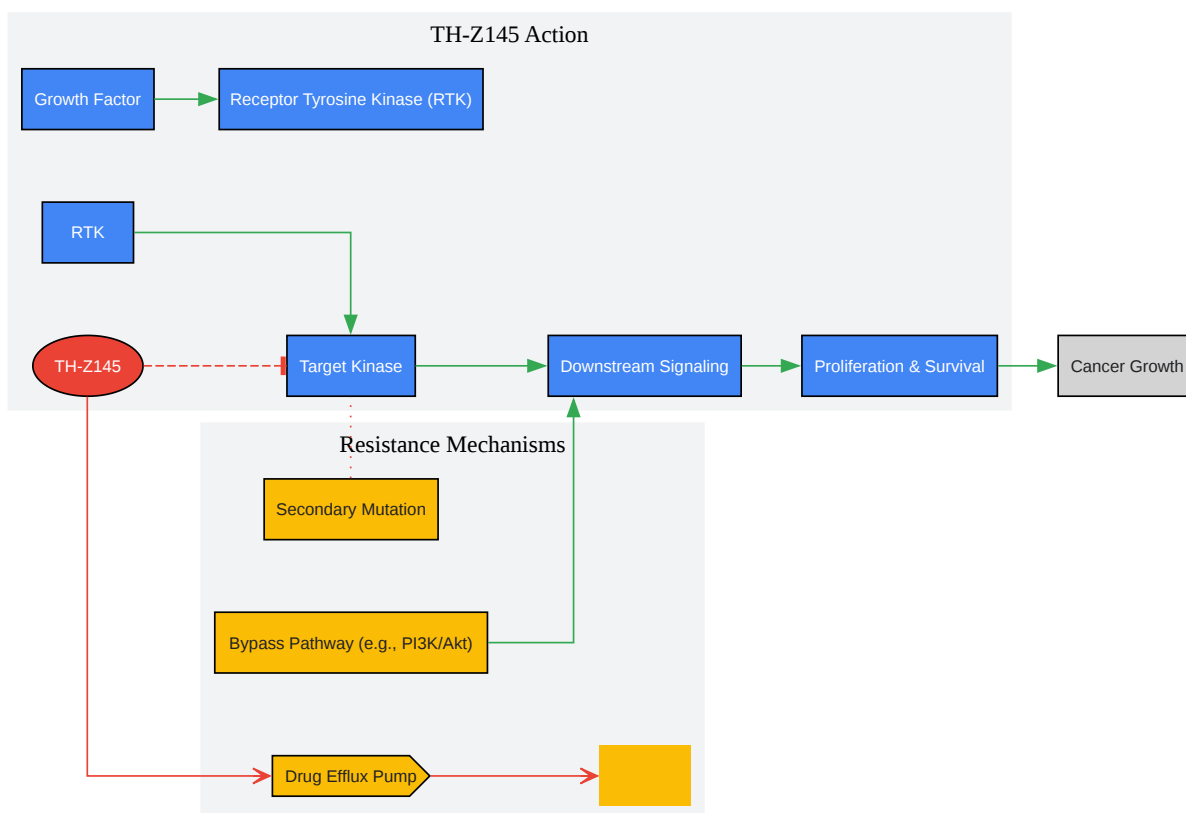 TH-Z145 Action
Growth Factor
Receptor Tyrosine Kinase (RTK)
RTK
TH-Z145
Target Kinase
Downstream Signaling
Proliferation & Survival
Cancer Growth
Resistance Mechanisms
Secondary Mutation
Bypass Pathway (e.g., PI3K/Akt)
Drug Efflux Pump